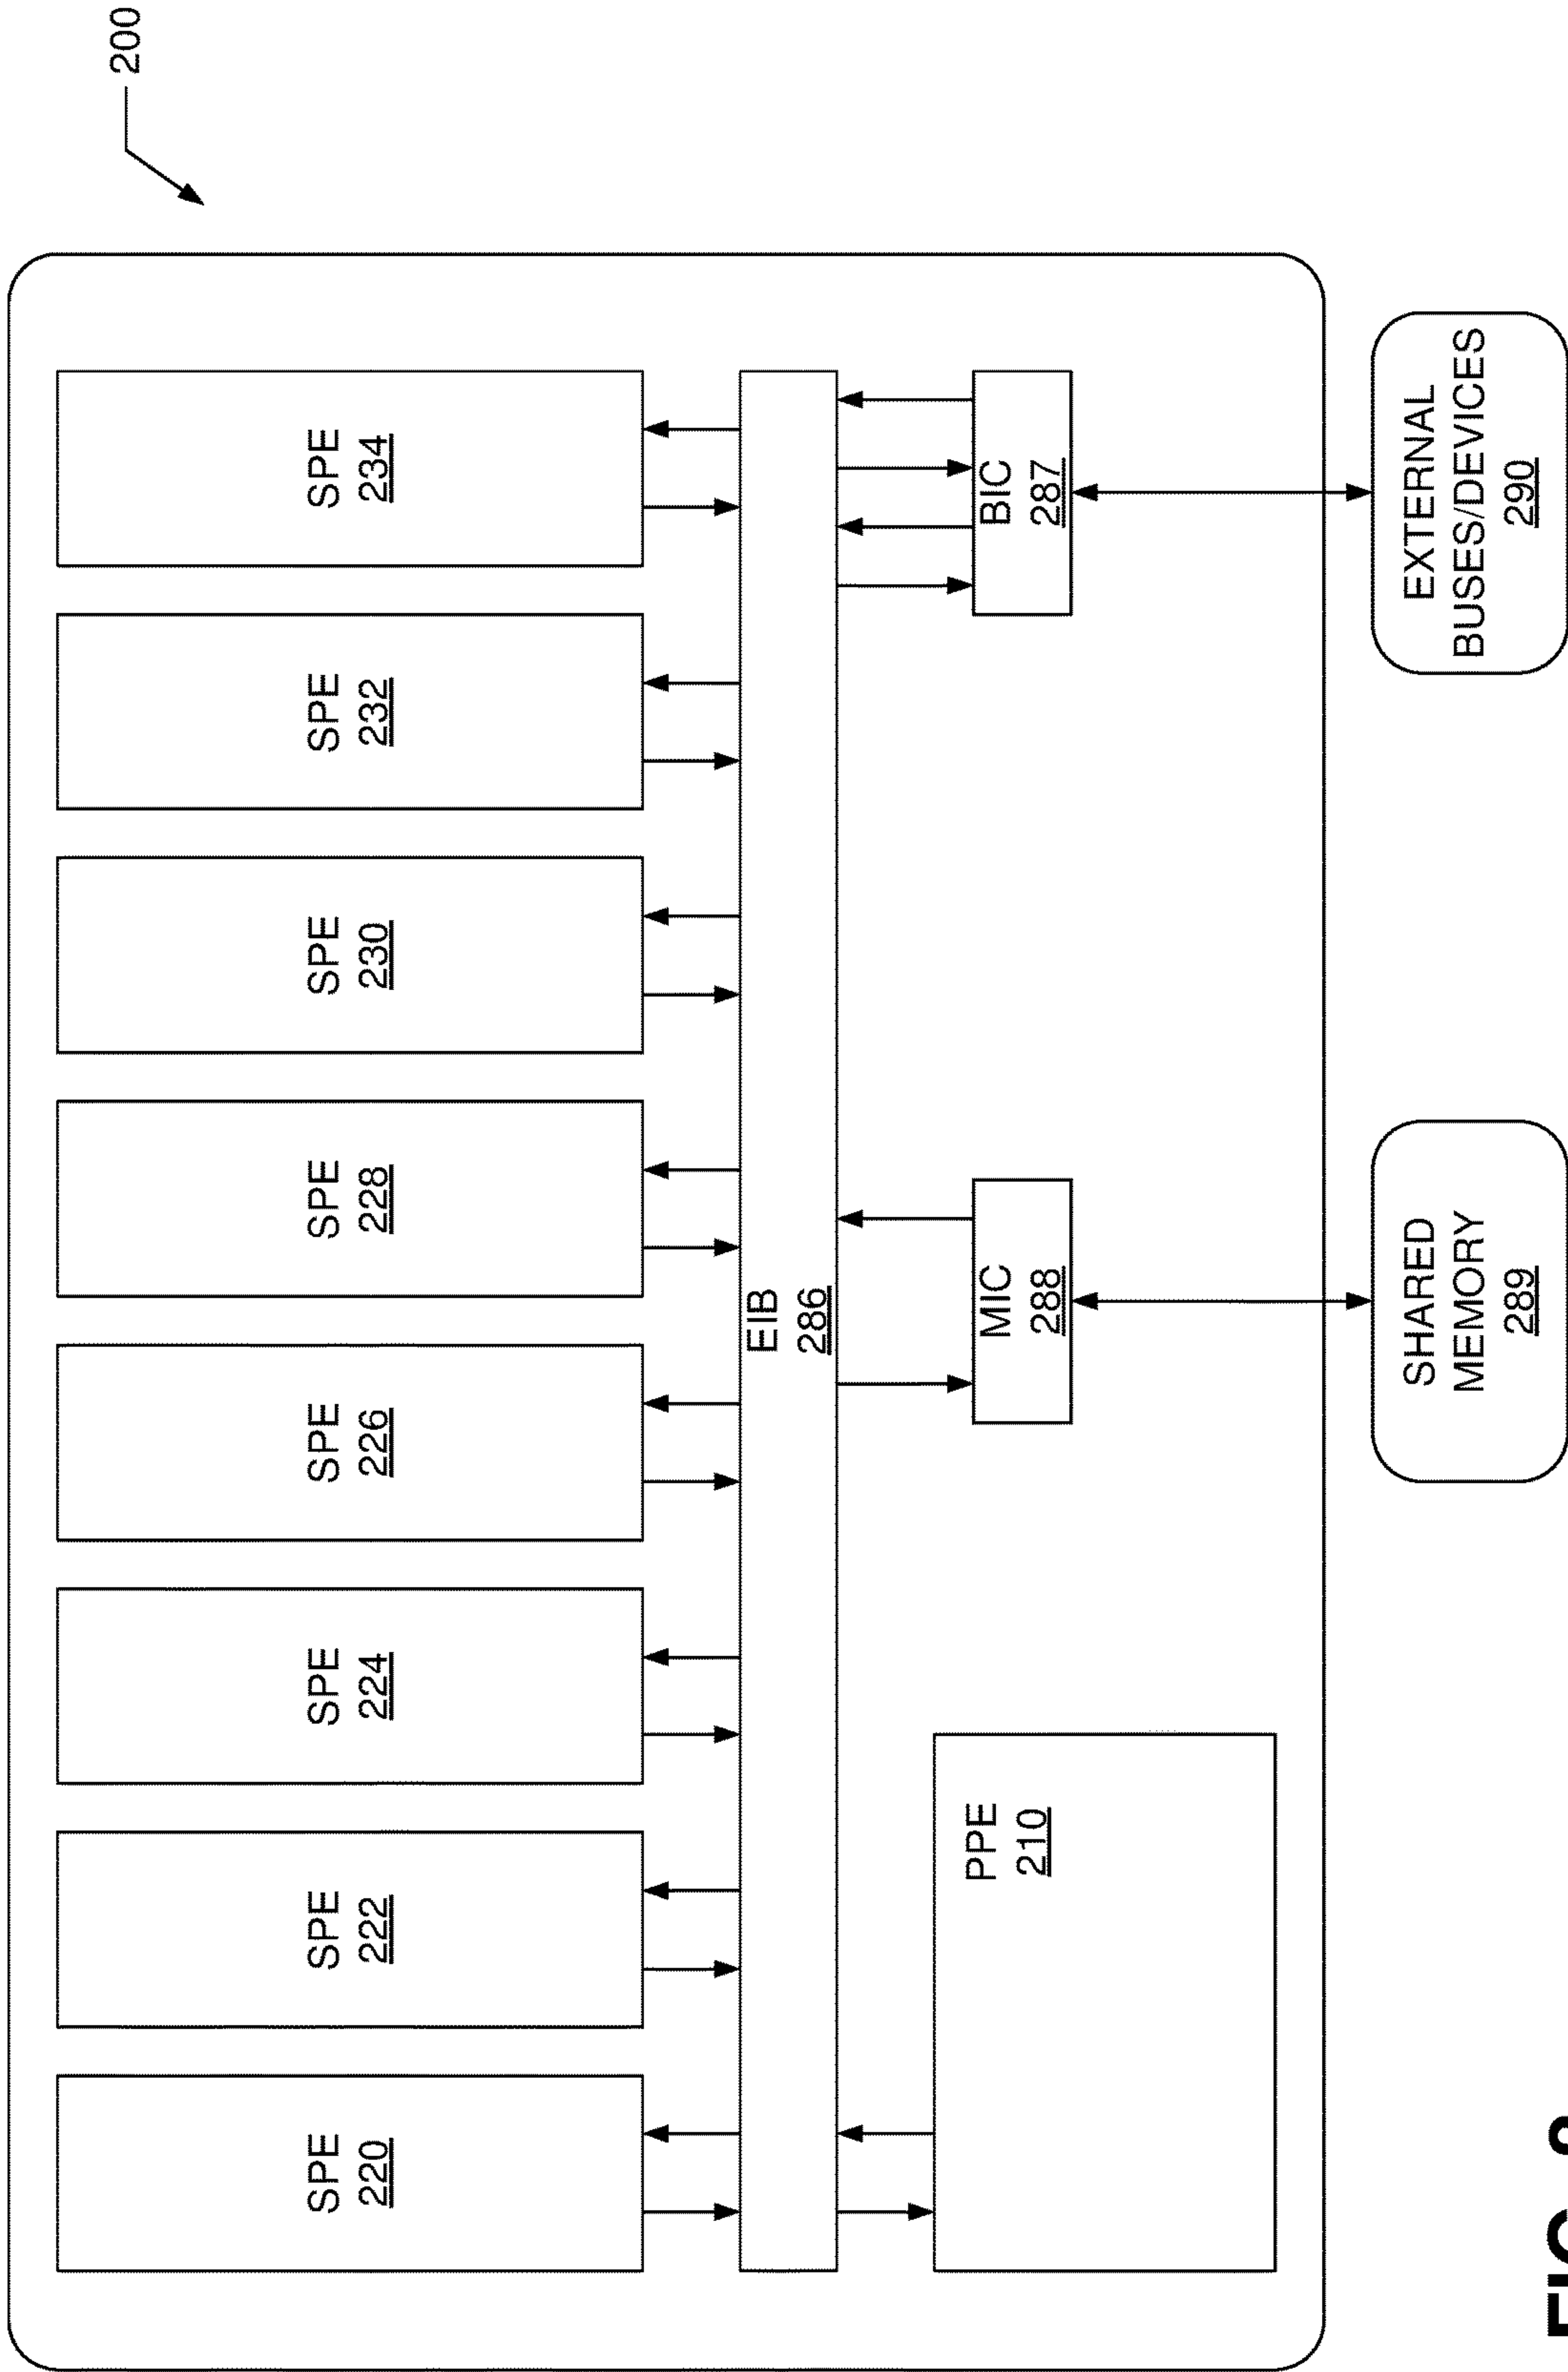 200
SPE
220
SPE
222
SPE
224
SPE
226
SPE
228
SPE
230
SPE
232
SPE
234
EIB
286
PPE
210
MIC
288
BIC
287
SHARED
MEMORY
289
EXTERNAL
BUSES/DEVICES
290